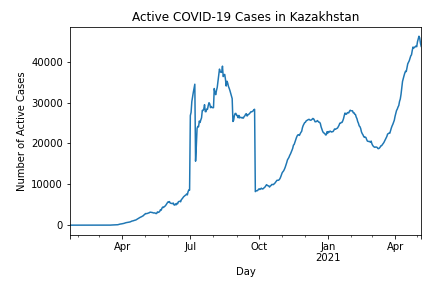 Active COVID-19 Cases in Kazakhstan
Number of Active Cases
40000
30000
20000
10000
0
Apr
Jul
Oct
Jan
2021
Apr
Day